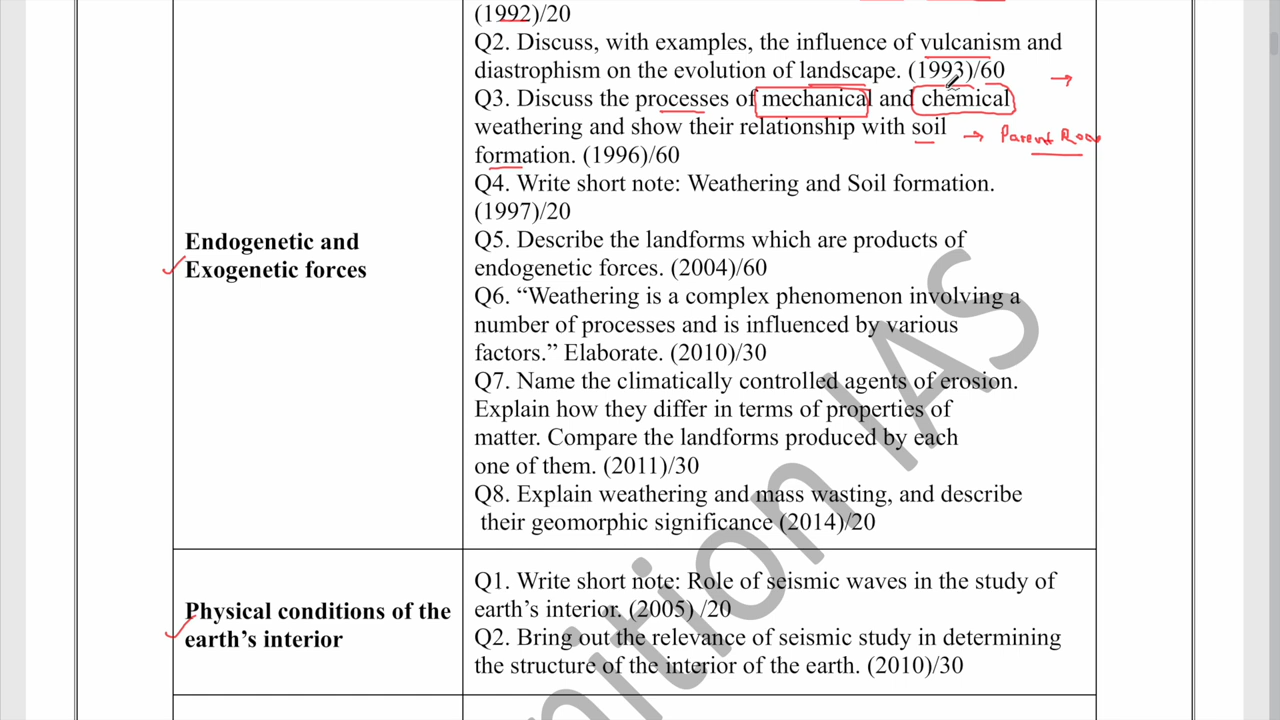 (1992)/20
Q2. Discuss, with examples, the influence of vulcanism and
diastrophism on the evolution of landscape. (1993)/60
Q3. Discuss the processes of mechanical and chemical
weathering and show their relationship with soil
→ Parent Roc
formation. (1996)/60
Q4. Write short note: Weathering and Soil formation.
(1997)/20
Endogenetic and
Exogenetic forces
Q5. Describe the landforms which are products of
endogenetic forces. (2004)/60
Q6. “Weathering is a complex phenomenon involving a
number of processes and is influenced by various
factors.” Elaborate. (2010)/30
Q7. Name the climatically controlled agents of erosion.
Explain how they differ in terms of properties of
matter. Compare the landforms produced by each
one of them. (2011)/30
Q8. Explain weathering and mass wasting, and describe
their geomorphic significance (2014)/20
Physical conditions of the
earth’s interior
Q1. Write short note: Role of seismic waves in the study of
earth’s interior. (2005) /20
Q2. Bring out the relevance of seismic study in determining
the structure of the interior of the earth. (2010)/30
nition IAS